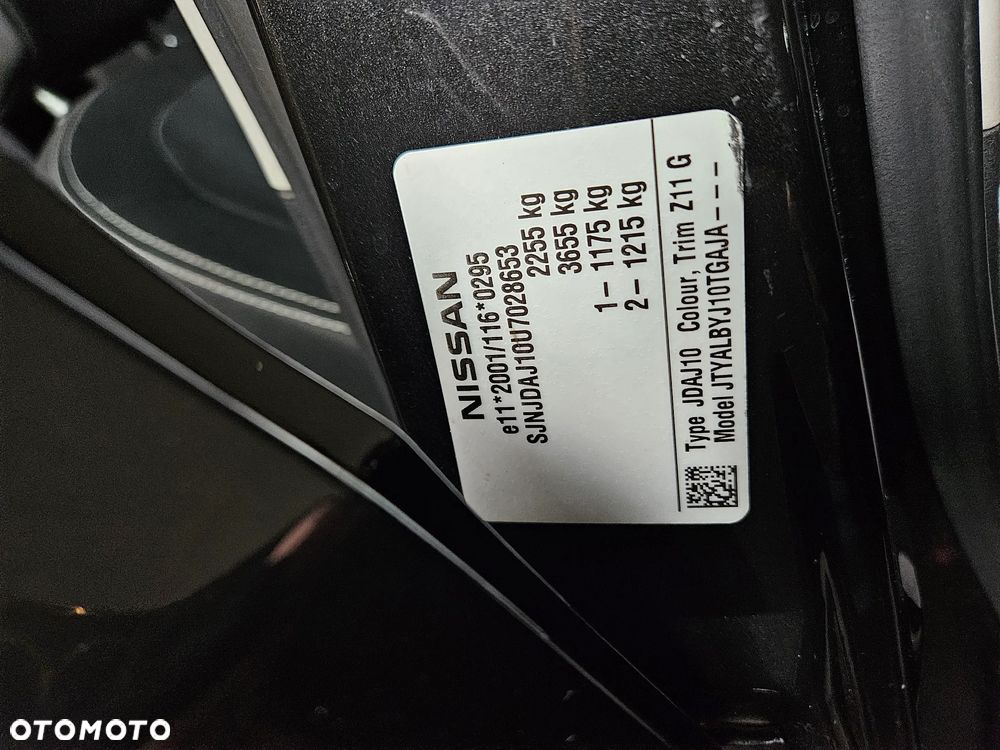 NISSAN
e11*2001/116*0295
SJNJDAJ10U7028653
2255 kg
3655 kg
1– 1175 kg
2– 1215 kg
Type JDAJ10 Colour, Trim Z11 G
Model JTYALBYJ10TGAJA- - -
OTOMOTO